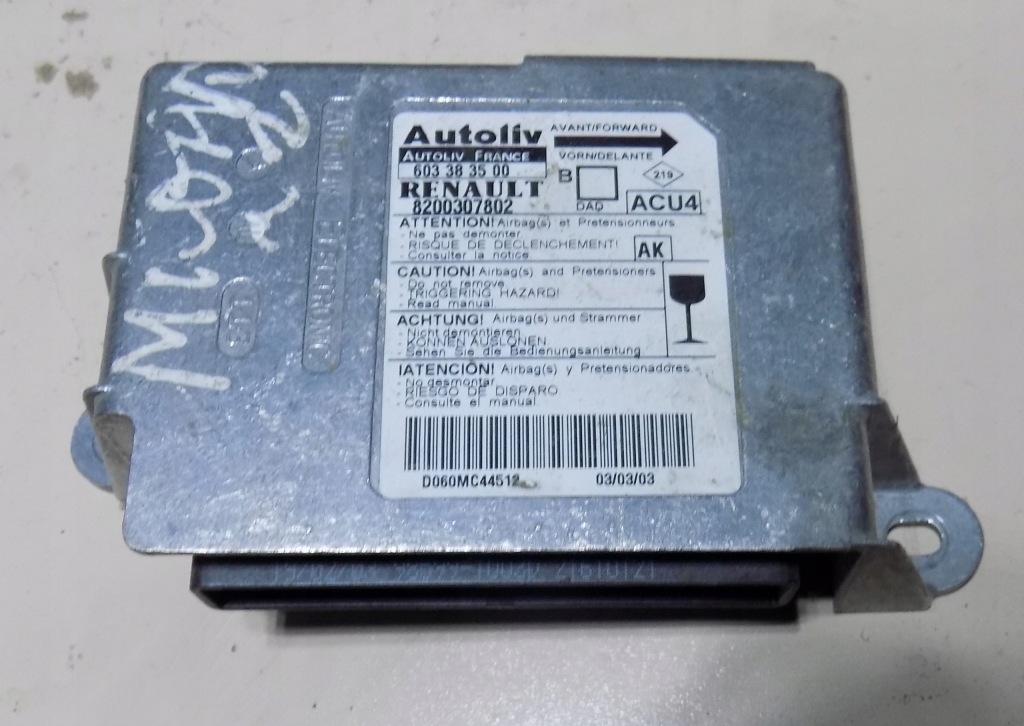 Autoliv
AVANT/FORWARD
AUTOLIV FRANCE
VORN/DELANTE
603 38 35 00
219
RENAULT
B
8200307802
DAD
ACU4
ATTENTION! Airbag(s) et Pretensionneurs
- Ne pas demonter
- RISQUE DE DECLENCHEMENT!
- Consulter la notice
AK
CAUTION! Airbag(s) and Pretensioners
- Do not remove
- TRIGGERING HAZARD!
- Read manual
ACHTUNG! Airbag(s) und Strammer
- Nicht demontieren
- KONNEN AUSLONEN
- Sehen Sie die Bedienungsanleitung
!ATENCION! Airbag(s) y Pretensionadores
- No desmontar
- RIESGO DE DISPARO
- Consulte el manual
D060MC44512
03/03/03